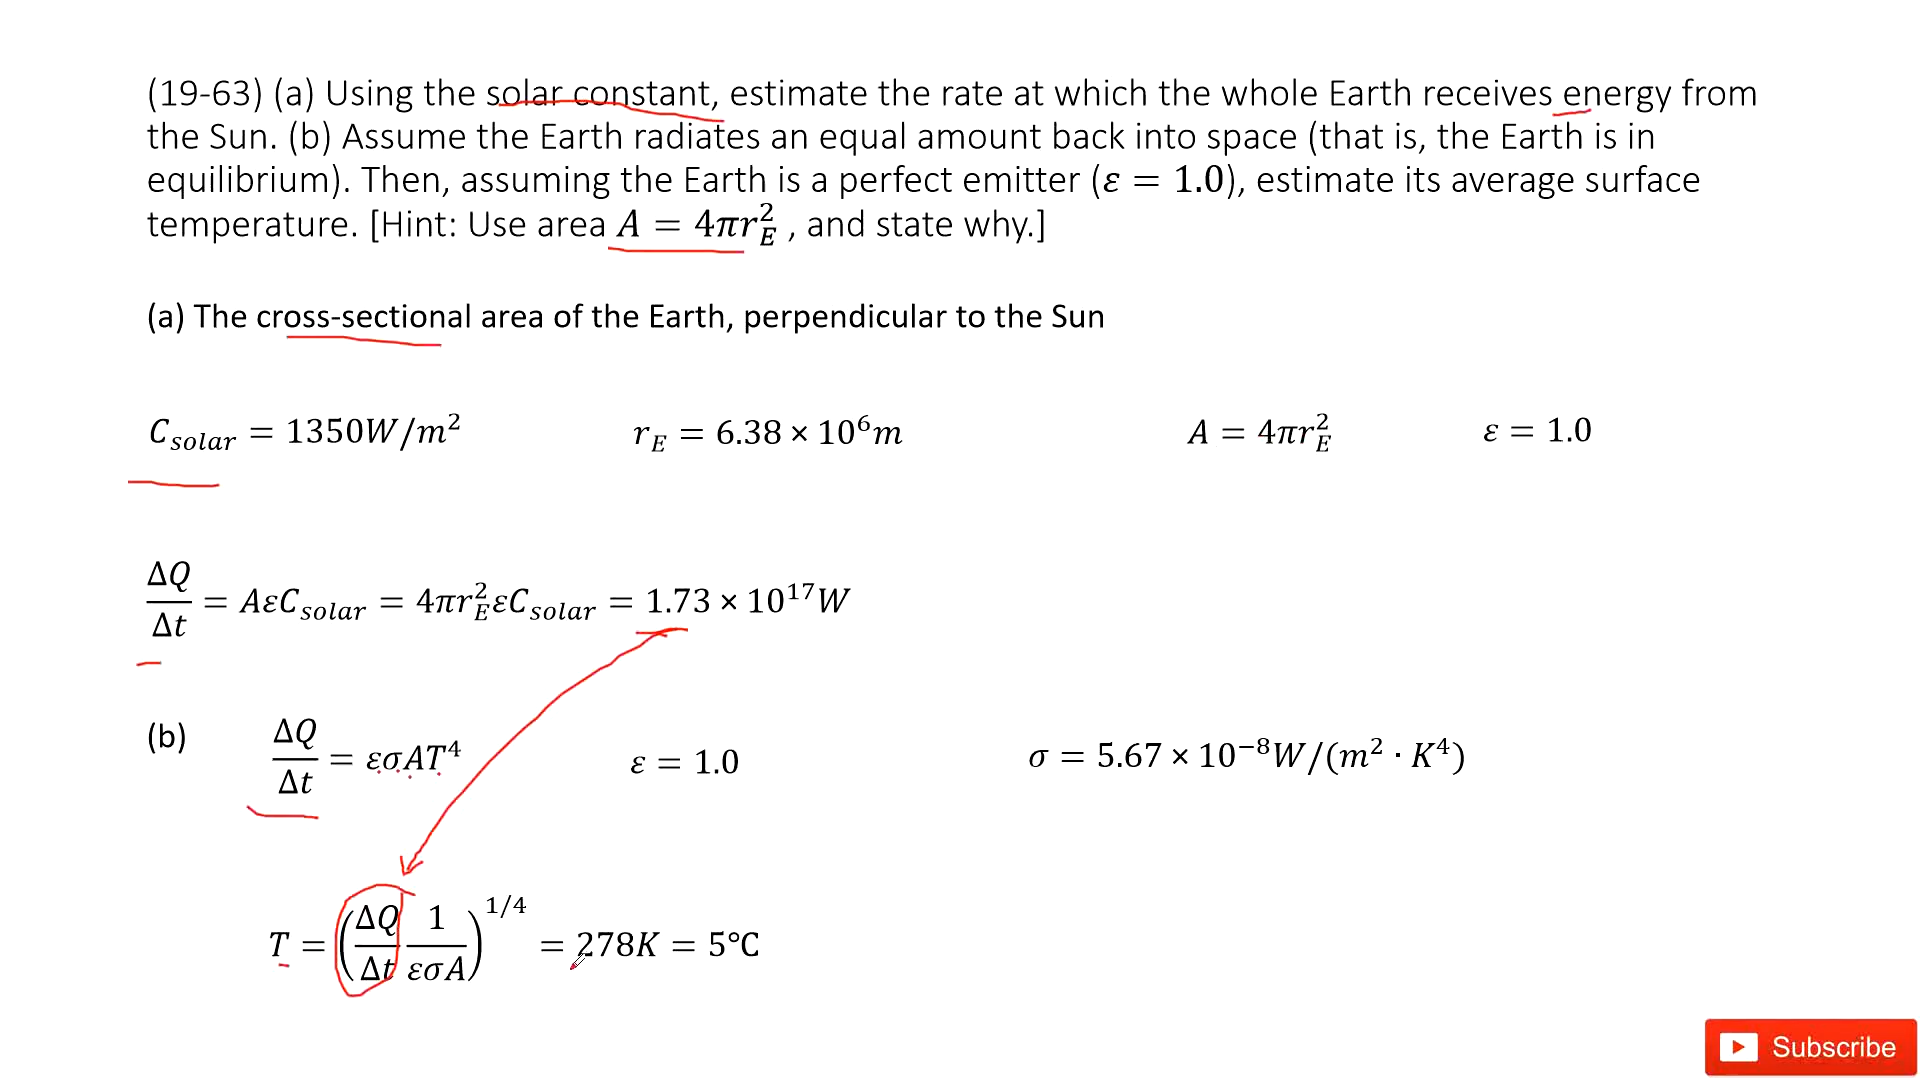 (19-63) (a) Using the solar constant, estimate the rate at which the whole Earth receives energy from
the Sun. (b) Assume the Earth radiates an equal amount back into space (that is, the Earth is in
equilibrium). Then, assuming the Earth is a perfect emitter (ε = 1.0), estimate its average surface
temperature. [Hint: Use area A = 4πr_E^2 , and state why.]
(a) The cross-sectional area of the Earth, perpendicular to the Sun
C_solar = 1350W/m^2 r_E = 6.38 × 10^6m A = 4πr_E^2 ε = 1.0
ΔQ/Δt = AεC_solar = 4πr_E^2εC_solar = 1.73 × 10^17W
(b) ΔQ/Δt = εσAT^4 ε = 1.0 σ = 5.67 × 10^−8W/(m^2 · K^4)
T = (ΔQ/Δt 1/εσA)^1/4 = 278K = 5°C
Subscribe